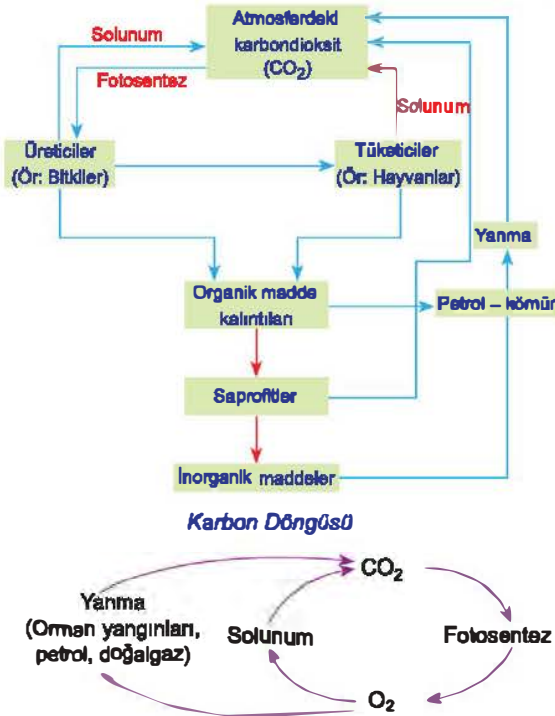 Atmosferdeki
karbondioksit
(CO₂)
Solunum
Fotosentez
Solunum
Üreticiler
(Ör: Bitkiler)
Tüketiciler
(Ör: Hayvanlar)
Yanma
Organik madde
kalıntıları
Petrol – kömür
Saprofitler
İnorganik maddeler
Karbon Döngüsü
CO₂
Yanma
(Orman yangınları,
petrol, doğalgaz)
Solunum
Fotosentez
O₂